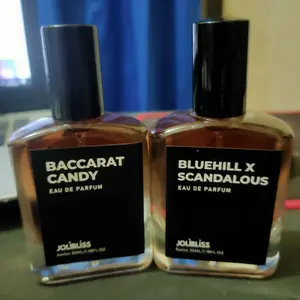 BACCARAT
CANDY
EAU DE PARFUM
JOLIBLISS
BLUEHILL X
SCANDALOUS
EAU DE PARFUM
JOLIBLISS